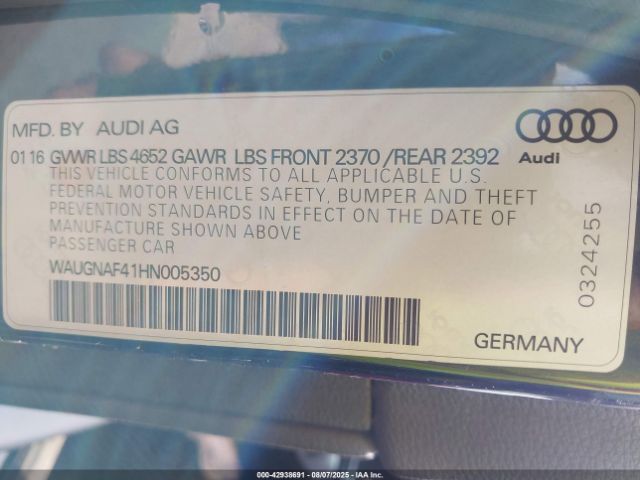 MFD. BY AUDI AG
01 16 GVWR LBS 4652 GAWR LBS FRONT 2370 /REAR 2392
THIS VEHICLE CONFORMS TO ALL APPLICABLE U.S.
FEDERAL MOTOR VEHICLE SAFETY, BUMPER AND THEFT
PREVENTION STANDARDS IN EFFECT ON THE DATE OF
MANUFACTURE SHOWN ABOVE
PASSENGER CAR
WAUGNAF41HN005350
GERMANY
Audi
0324255
000-42938691 - 08/07/2025 - IAA Inc.